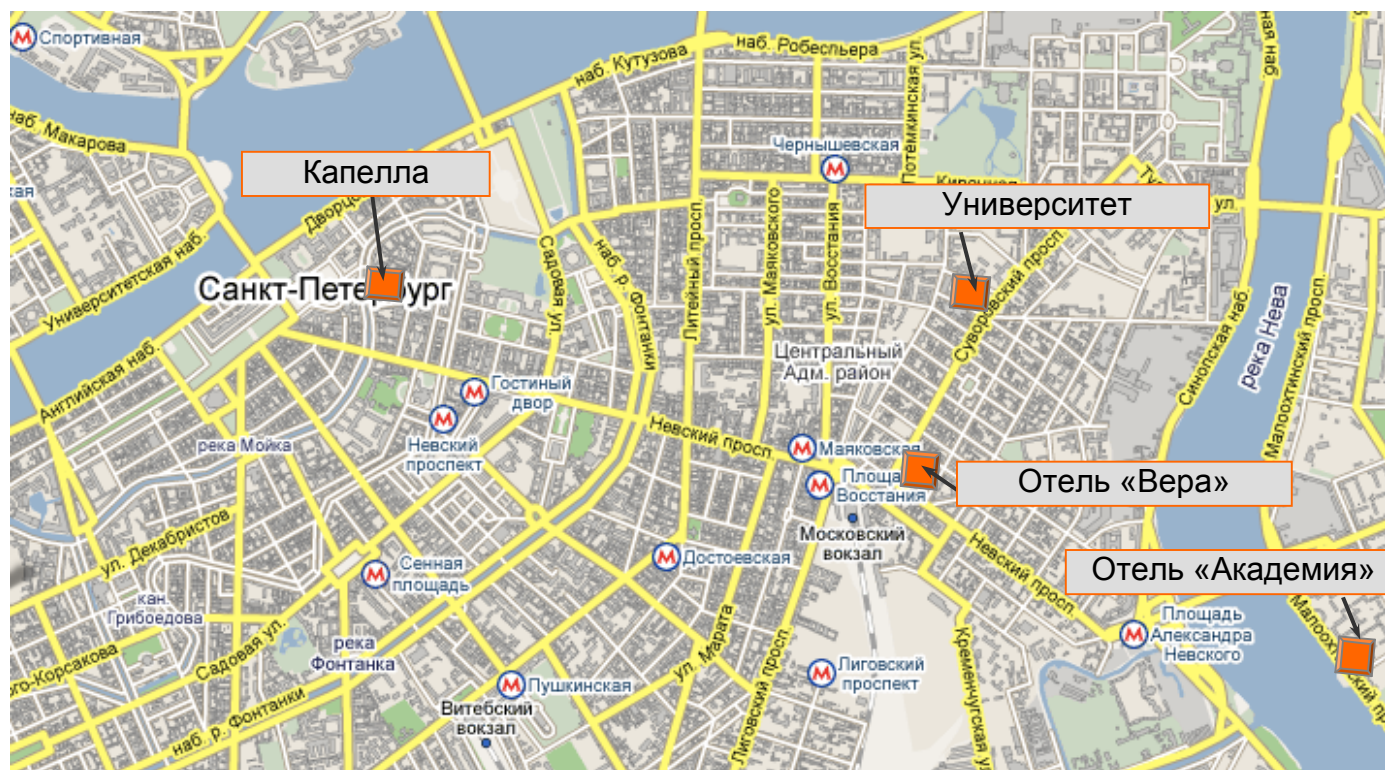 Спортивная
наб. Робеспьера
наб. Кутузова
Потемкинская ул.
наб. Макарова
Чернышевская
Капелла
Университет
ул.
Университетская наб.
Садовая ул
наб. р. Фонтанки
Литейный просп.
ул. Маяковского
ул. Восстания
Суворовский просп.
Синопская наб.
река Нева
Малоохтинский просп.
Английская наб.
Центральный
Адм. район
Гостиный
двор
Невский
проспект
река Мойка
Невский просп.
Маяковская
Восстания
Отель «Вера»
Московский
вокзал
Невский просп.
ул. Декабристов
Сенная
площадь
Достоевская
Отель «Академия»
кан.
Грибоедова
Садовая ул.
река
Фонтанка
ул. Марата
Лиговский просп.
Лиговский
проспект
Площадь
Александра
Невского
Пушкинская
Витебский
вокзал
наб. р. Фонтанки